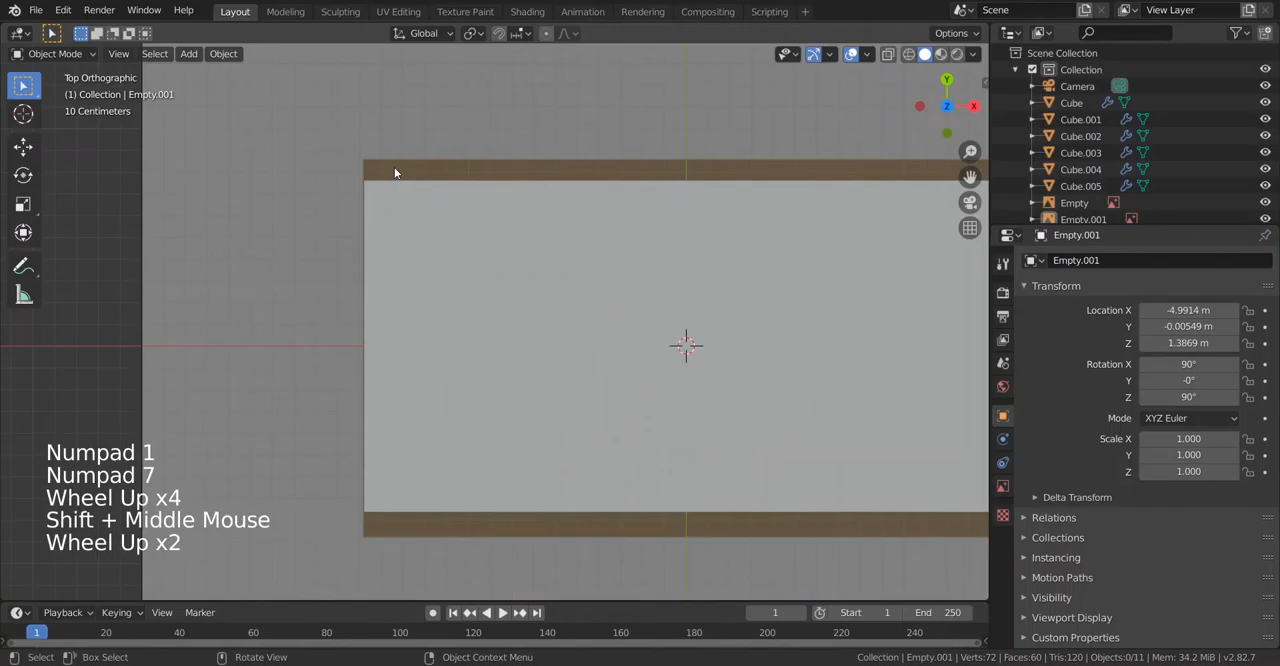 File Edit Render Window Help Layout Modeling Sculpting UV Editing Texture Paint Shading Animation Rendering Compositing Scripting + Scene View Layer
Global Options
Object Mode View Select Add Object
Top Orthographic
(1) Collection | Empty.001
10 Centimeters
Y
Z
X
Scene Collection
Collection
Camera
Cube
Cube.001
Cube.002
Cube.003
Cube.004
Cube.005
Empty
Empty.001
Empty.001
Empty.001
Transform
Location X -4.9914 m
Y -0.00549 m
Z 1.3869 m
Rotation X 90°
Y -0°
Z 90°
Mode XYZ Euler
Scale X 1.000
Y 1.000
Z 1.000
Delta Transform
Relations
Collections
Instancing
Motion Paths
Visibility
Viewport Display
Custom Properties
Numpad 1
Numpad 7
Wheel Up x4
Shift + Middle Mouse
Wheel Up x2
Playback Keying View Marker 1 Start 1 End 250
1 20 40 60 80 100 120 140 160 180 200 220 240
Select Box Select Rotate View Object Context Menu Collection | Empty.001 | Verts:72 | Faces:60 | Tris:120 | Objects:0/11 | Mem: 34.2 MiB | v2.82.7